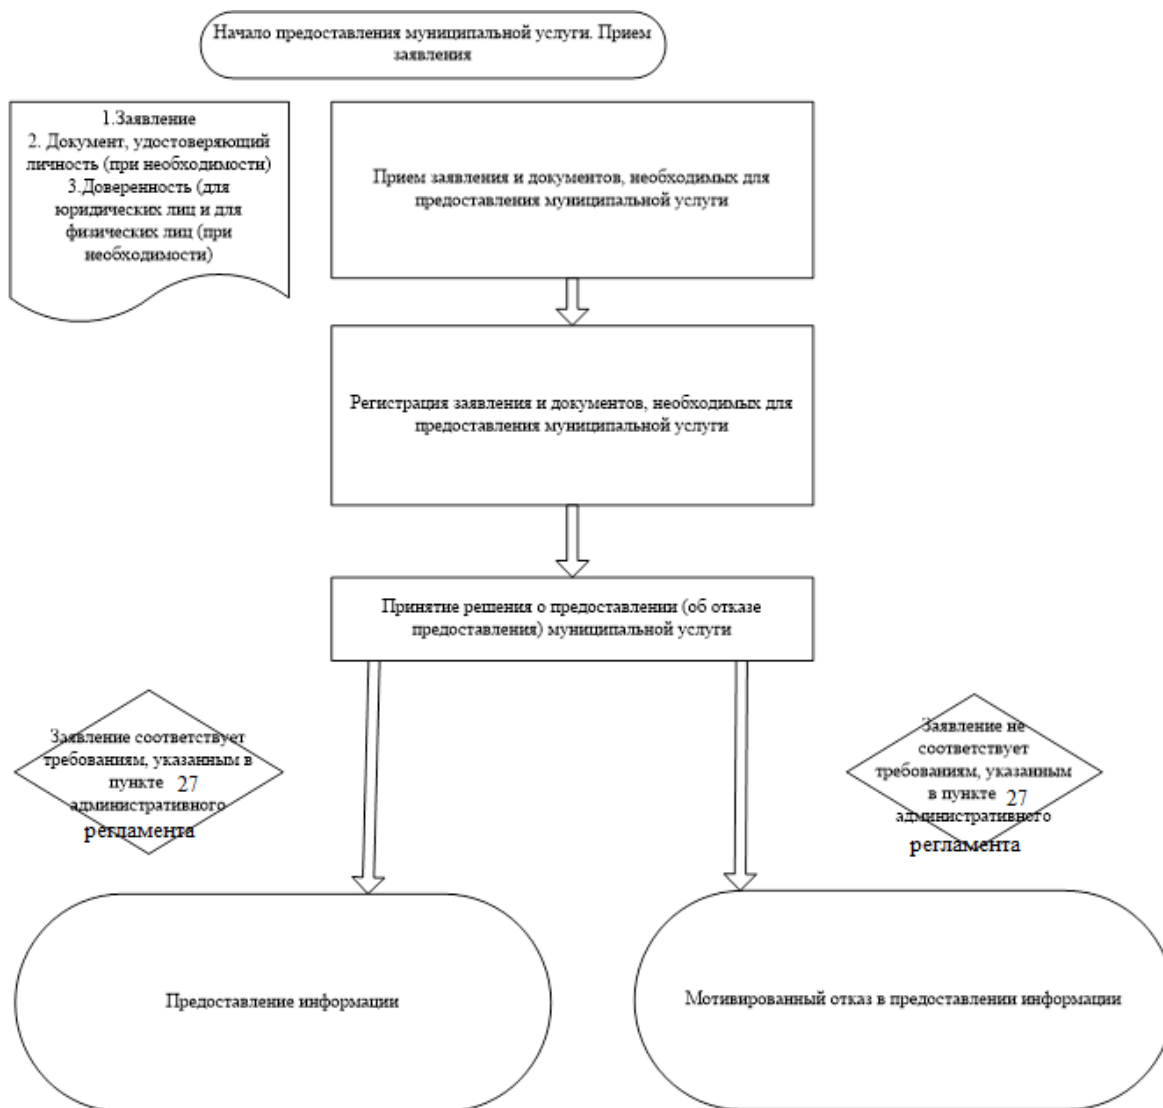 Начало предоставления муниципальной услуги. Прием
заявления
1.Заявление
2. Документ, удостоверяющий
личность (при необходимости)
3.Доверенность (для
юридических лиц и для
физических лиц (при
необходимости)
Прием заявления и документов, необходимых для
предоставления муниципальной услуги
Регистрация заявления и документов, необходимых для
предоставления муниципальной услуги
Принятие решения о предоставлении (об отказе
предоставления) муниципальной услуги
Заявление соответствует
требованиям, указанным в
пункте 27
административного
регламента
Заявление не
соответствует
требованиям, указанным
в пункте 27
административного
регламента
Предоставление информации
Мотивированный отказ в предоставлении информации